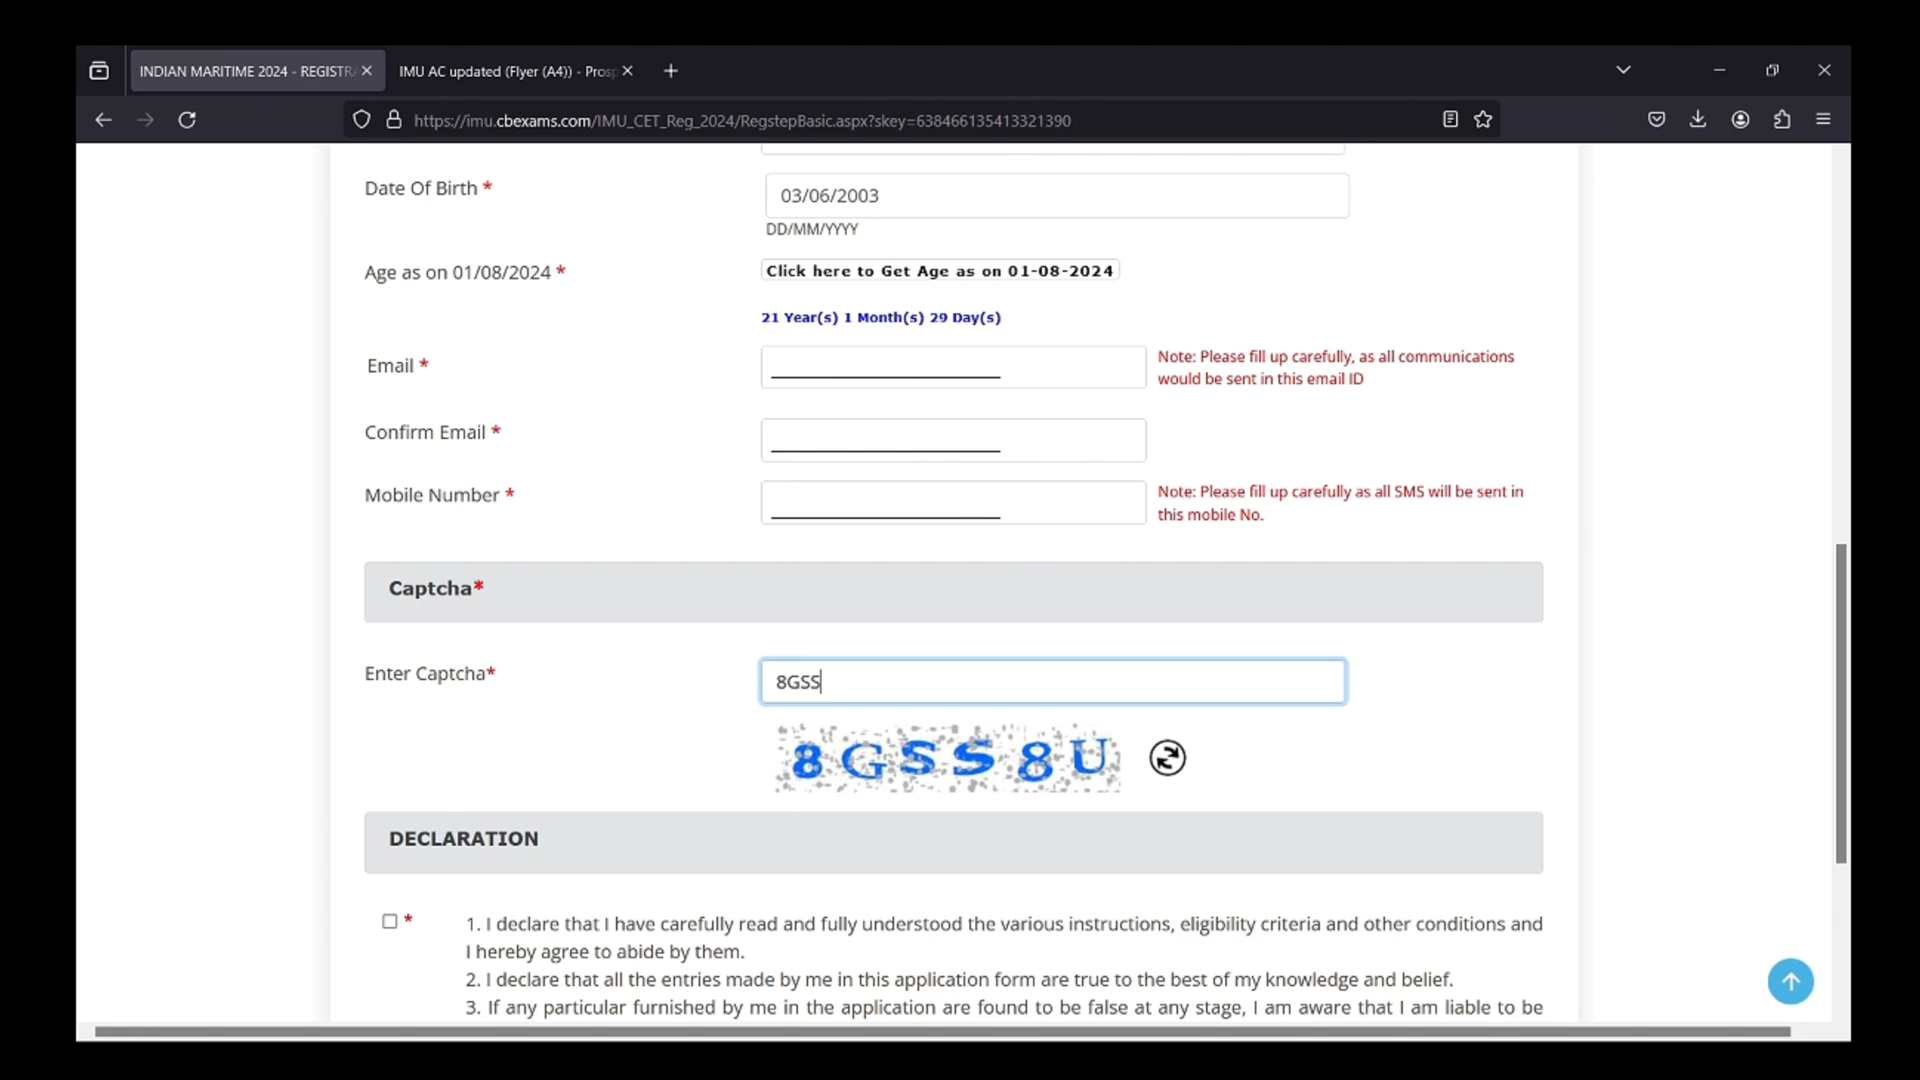 INDIAN MARITIME 2024 - REGISTRA
IMU AC updated (Flyer (A4)) - Prosp
https://imu.cbexams.com/IMU_CET_Reg_2024/RegstepBasic.aspx?skey=638466135413321390
Date Of Birth *
03/06/2003
DD/MM/YYYY
Age as on 01/08/2024 *
Click here to Get Age as on 01-08-2024
21 Year(s) 1 Month(s) 29 Day(s)
Email *
Note: Please fill up carefully, as all communications
would be sent in this email ID
Confirm Email *
Mobile Number *
Note: Please fill up carefully as all SMS will be sent in
this mobile No.
Captcha*
Enter Captcha*
8GSS
8GSS8U
DECLARATION
*
1. I declare that I have carefully read and fully understood the various instructions, eligibility criteria and other conditions and
I hereby agree to abide by them.
2. I declare that all the entries made by me in this application form are true to the best of my knowledge and belief.
3. If any particular furnished by me in the application are found to be false at any stage, I am aware that I am liable to be